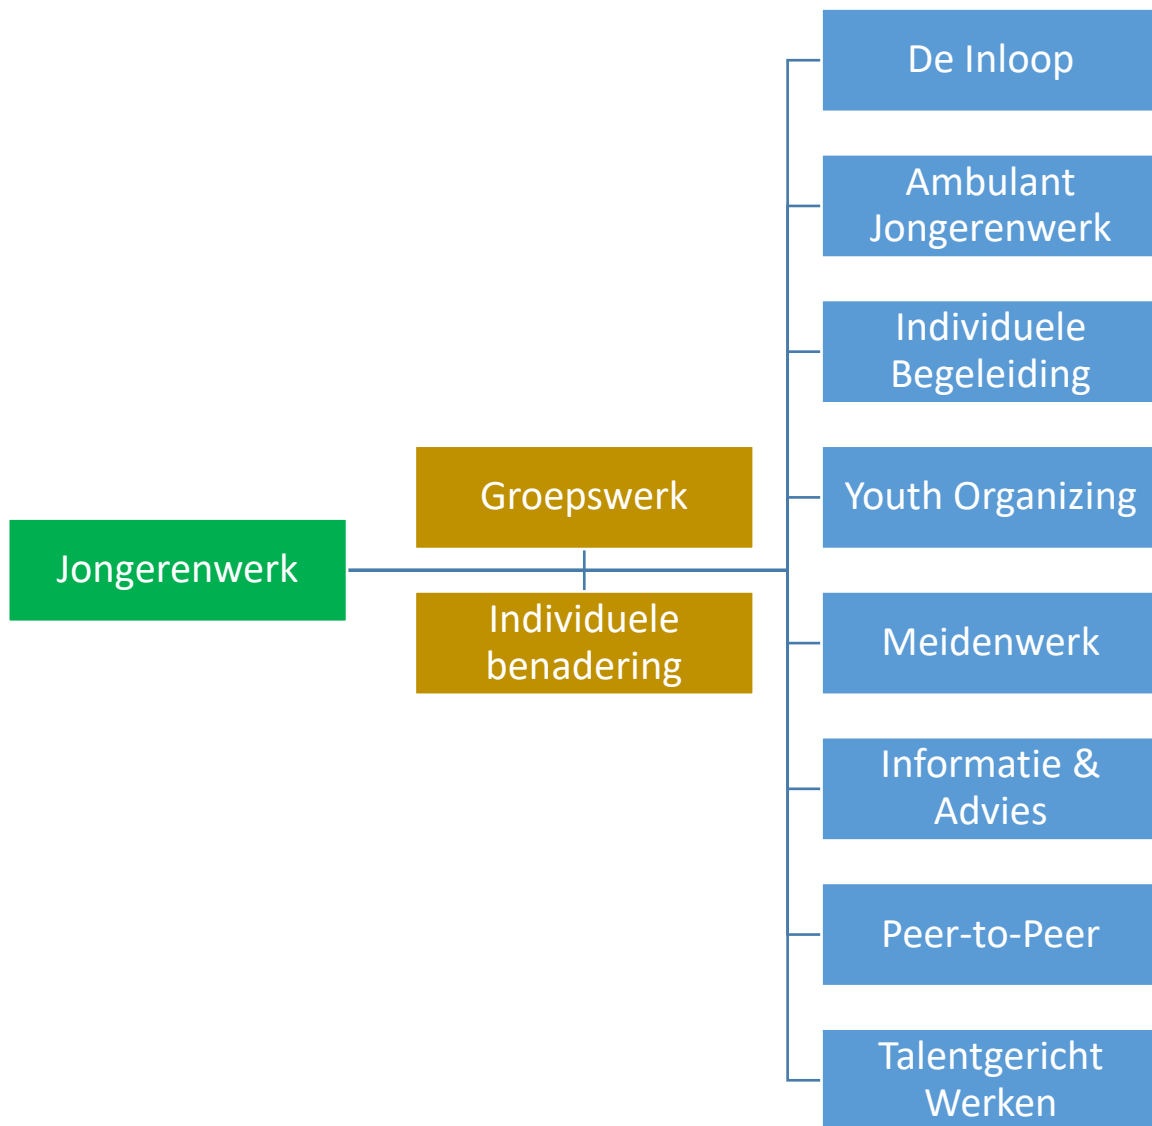 Jongerenwerk
Groepswerk
Individuele
benadering
De Inloop
Ambulant
Jongerenwerk
Individuele
Begeleiding
Youth Organizing
Meidenwerk
Informatie &
Advies
Peer-to-Peer
Talentgericht
Werken